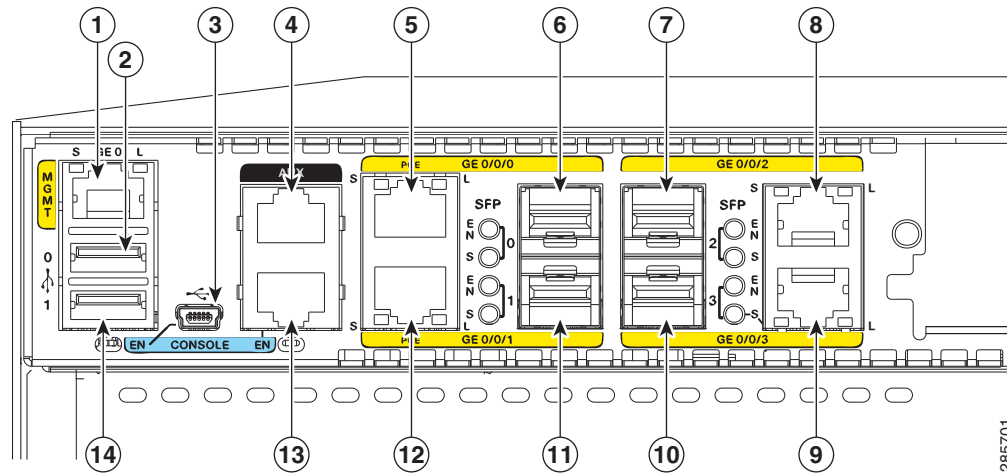 1 2 3 4 5 6 7 8
S GE 0 L
MGMT
0
1
AUX
EN CONSOLE EN
POE GE 0/0/0
S L
SFP
EN
0
S
EN
1
S
S L
POE GE 0/0/1
GE 0/0/2
S L
SFP
EN
2
S
EN
3
S
L
GE 0/0/3
14 13 12 11 10 9
285701